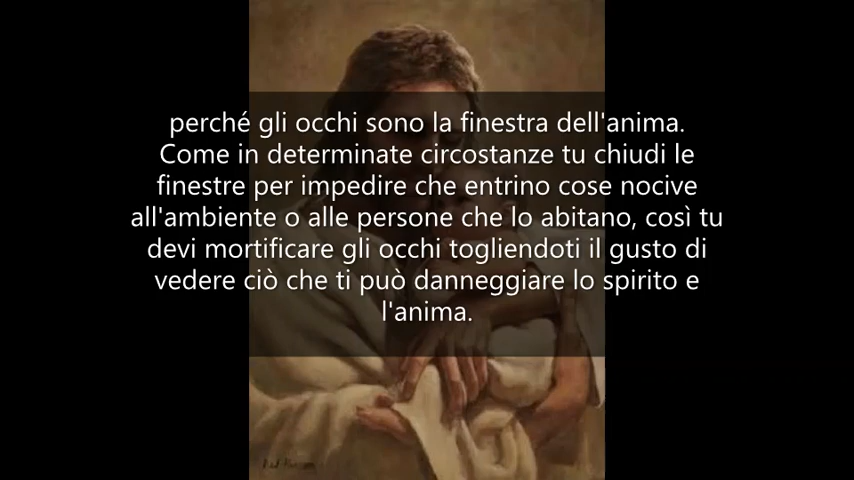 perché gli occhi sono la finestra dell'anima.
Come in determinate circostanze tu chiudi le
finestre per impedire che entrino cose nocive
all'ambiente o alle persone che lo abitano, così tu
devi mortificare gli occhi togliendoti il gusto di
vedere ciò che ti può danneggiare lo spirito e
l'anima.